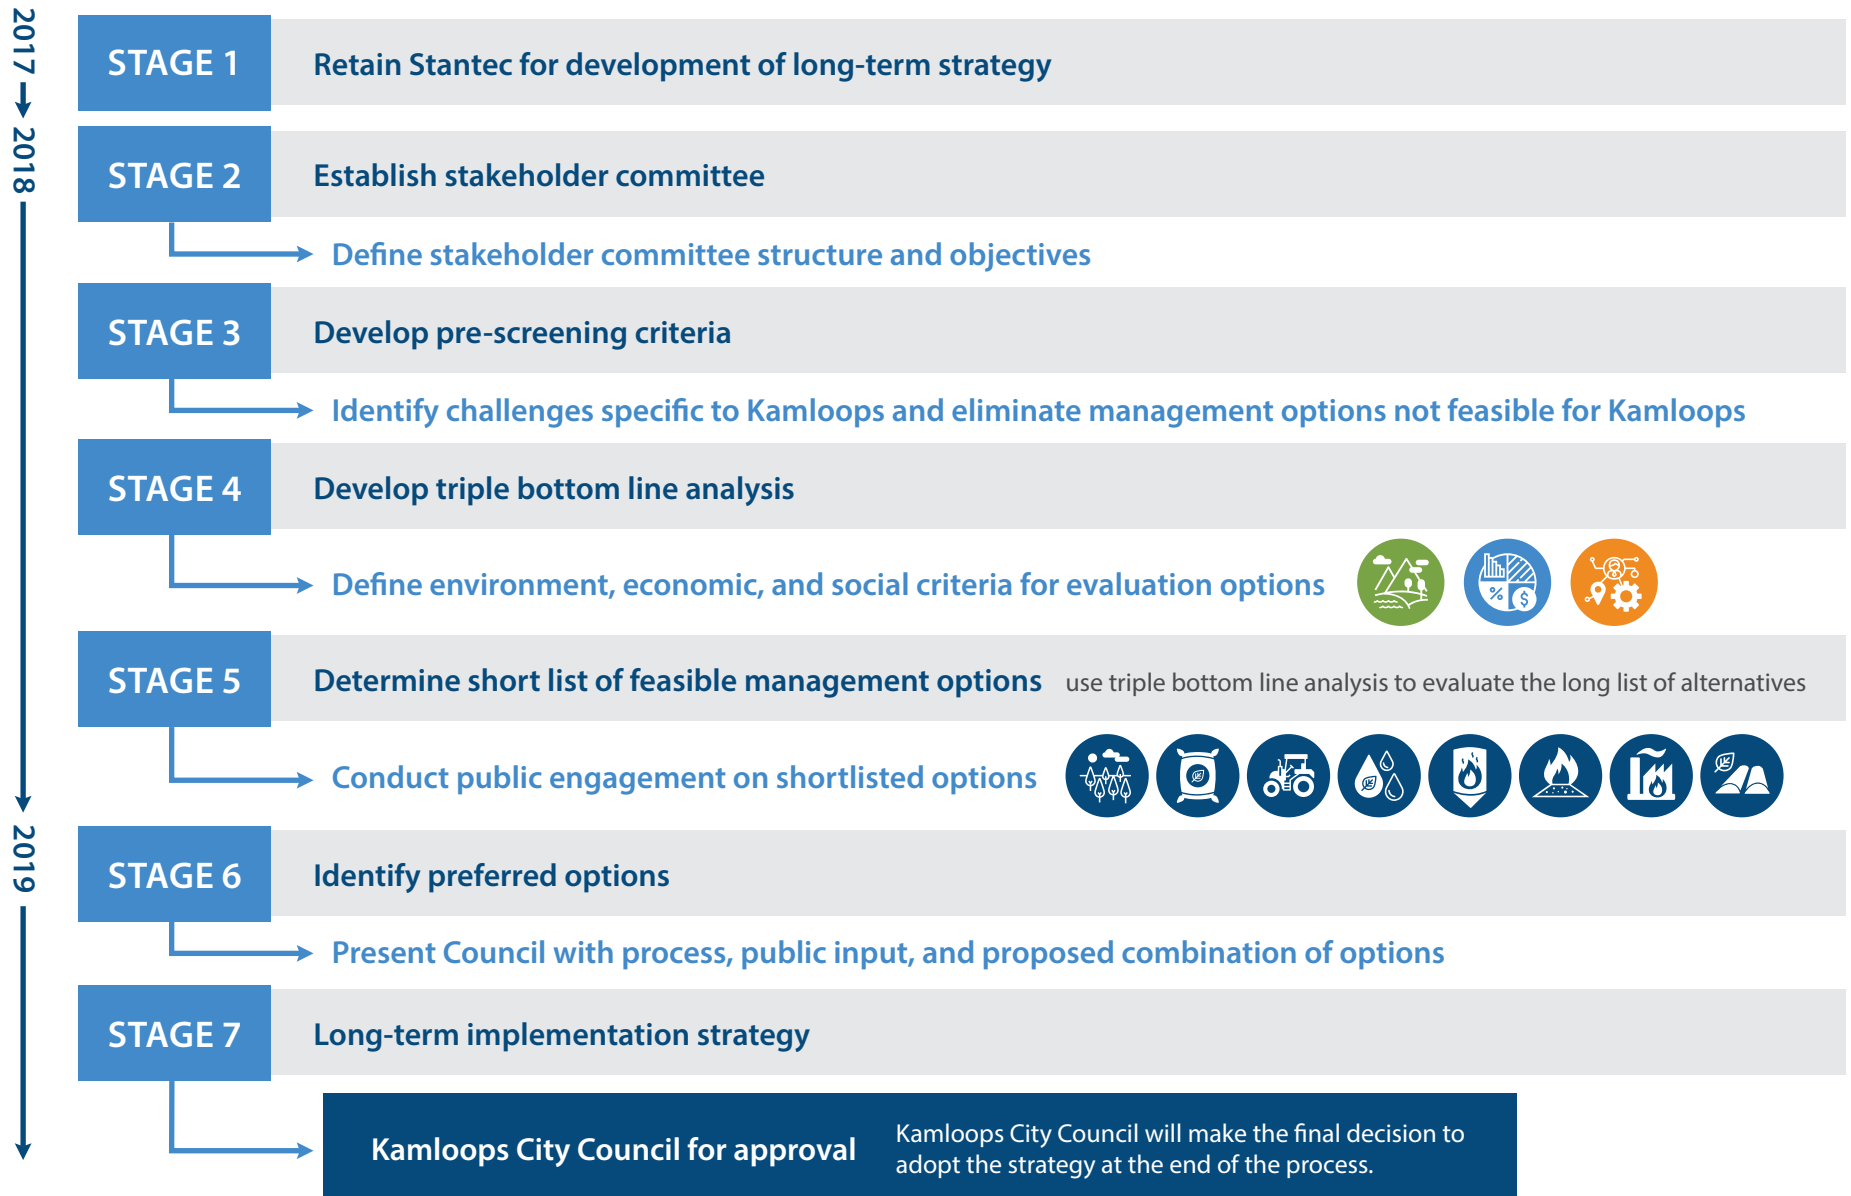 2017
2018
2019
STAGE 1
Retain Stantec for development of long-term strategy
STAGE 2
Establish stakeholder committee
Define stakeholder committee structure and objectives
STAGE 3
Develop pre-screening criteria
Identify challenges specific to Kamloops and eliminate management options not feasible for Kamloops
STAGE 4
Develop triple bottom line analysis
Define environment, economic, and social criteria for evaluation options
% $
STAGE 5
Determine short list of feasible management options use triple bottom line analysis to evaluate the long list of alternatives
Conduct public engagement on shortlisted options
STAGE 6
Identify preferred options
Present Council with process, public input, and proposed combination of options
STAGE 7
Long-term implementation strategy
Kamloops City Council for approval
Kamloops City Council will make the final decision to
adopt the strategy at the end of the process.